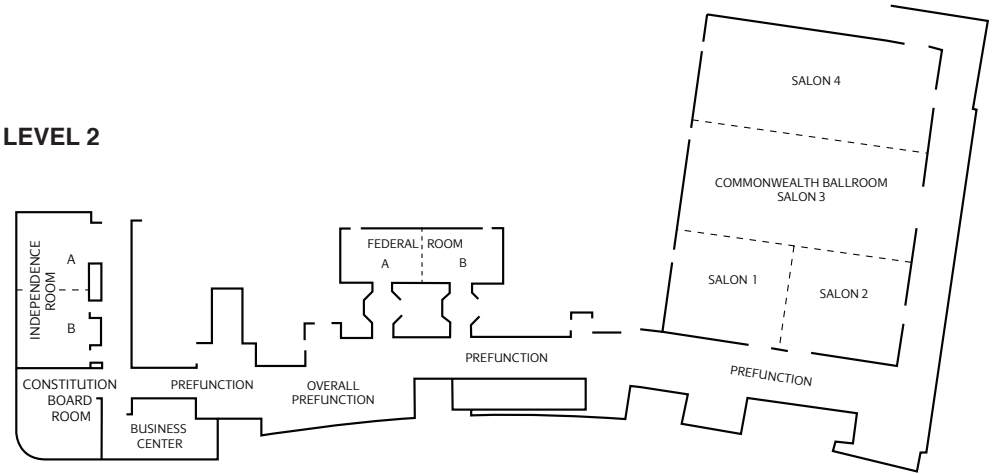 LEVEL 2
SALON 4
COMMONWEALTH BALLROOM
SALON 3
SALON 1
SALON 2
PREFUNCTION
FEDERAL ROOM
A
B
PREFUNCTION
INDEPENDENCE
ROOM
A
B
CONSTITUTION
BOARD
ROOM
PREFUNCTION
OVERALL
PREFUNCTION
BUSINESS
CENTER